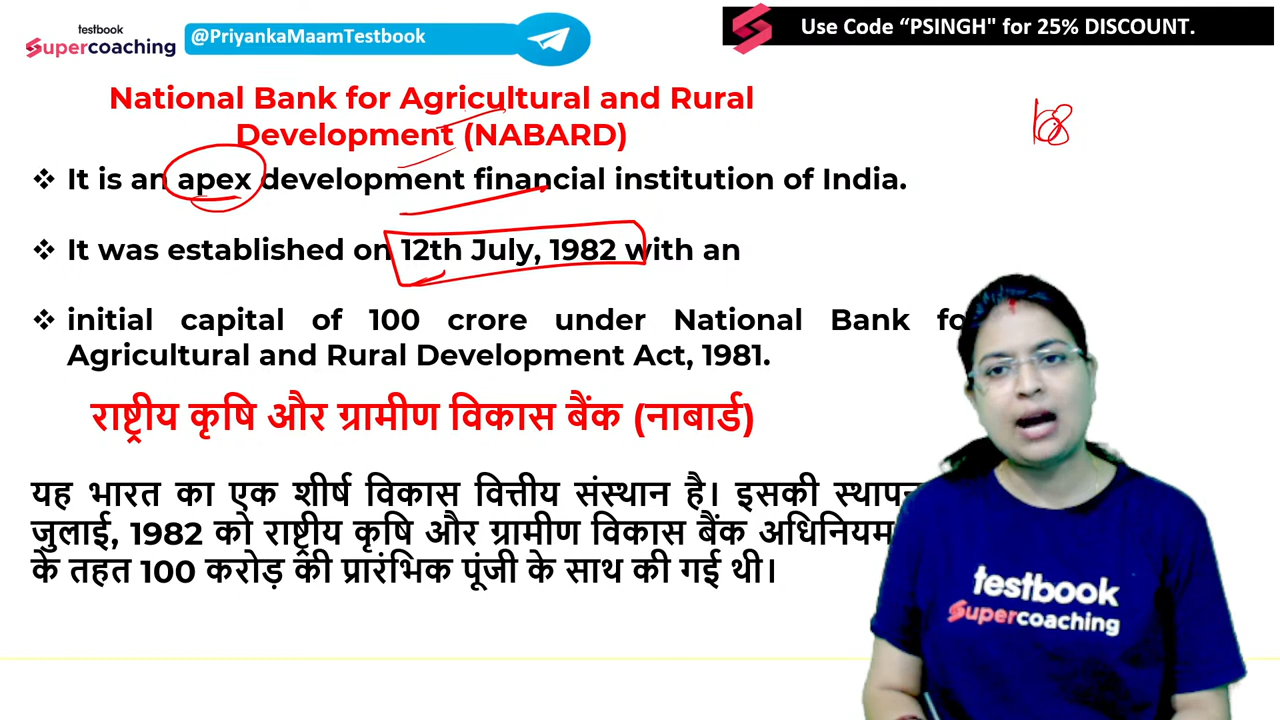 testbook
Supercoaching
@PriyankaMaamTestbook
Use Code “PSINGH" for 25% DISCOUNT.
National Bank for Agricultural and Rural
Development (NABARD)
❖ It is an apex development financial institution of India.
❖ It was established on 12th July, 1982 with an
❖ initial capital of 100 crore under National Bank fo
Agricultural and Rural Development Act, 1981.
राष्ट्रीय कृषि और ग्रामीण विकास बैंक (नाबार्ड)
यह भारत का एक शीर्ष विकास वित्तीय संस्थान है। इसकी स्थापन
जुलाई, 1982 को राष्ट्रीय कृषि और ग्रामीण विकास बैंक अधिनियम
के तहत 100 करोड़ की प्रारंभिक पूंजी के साथ की गई थी।
testbook
Supercoaching